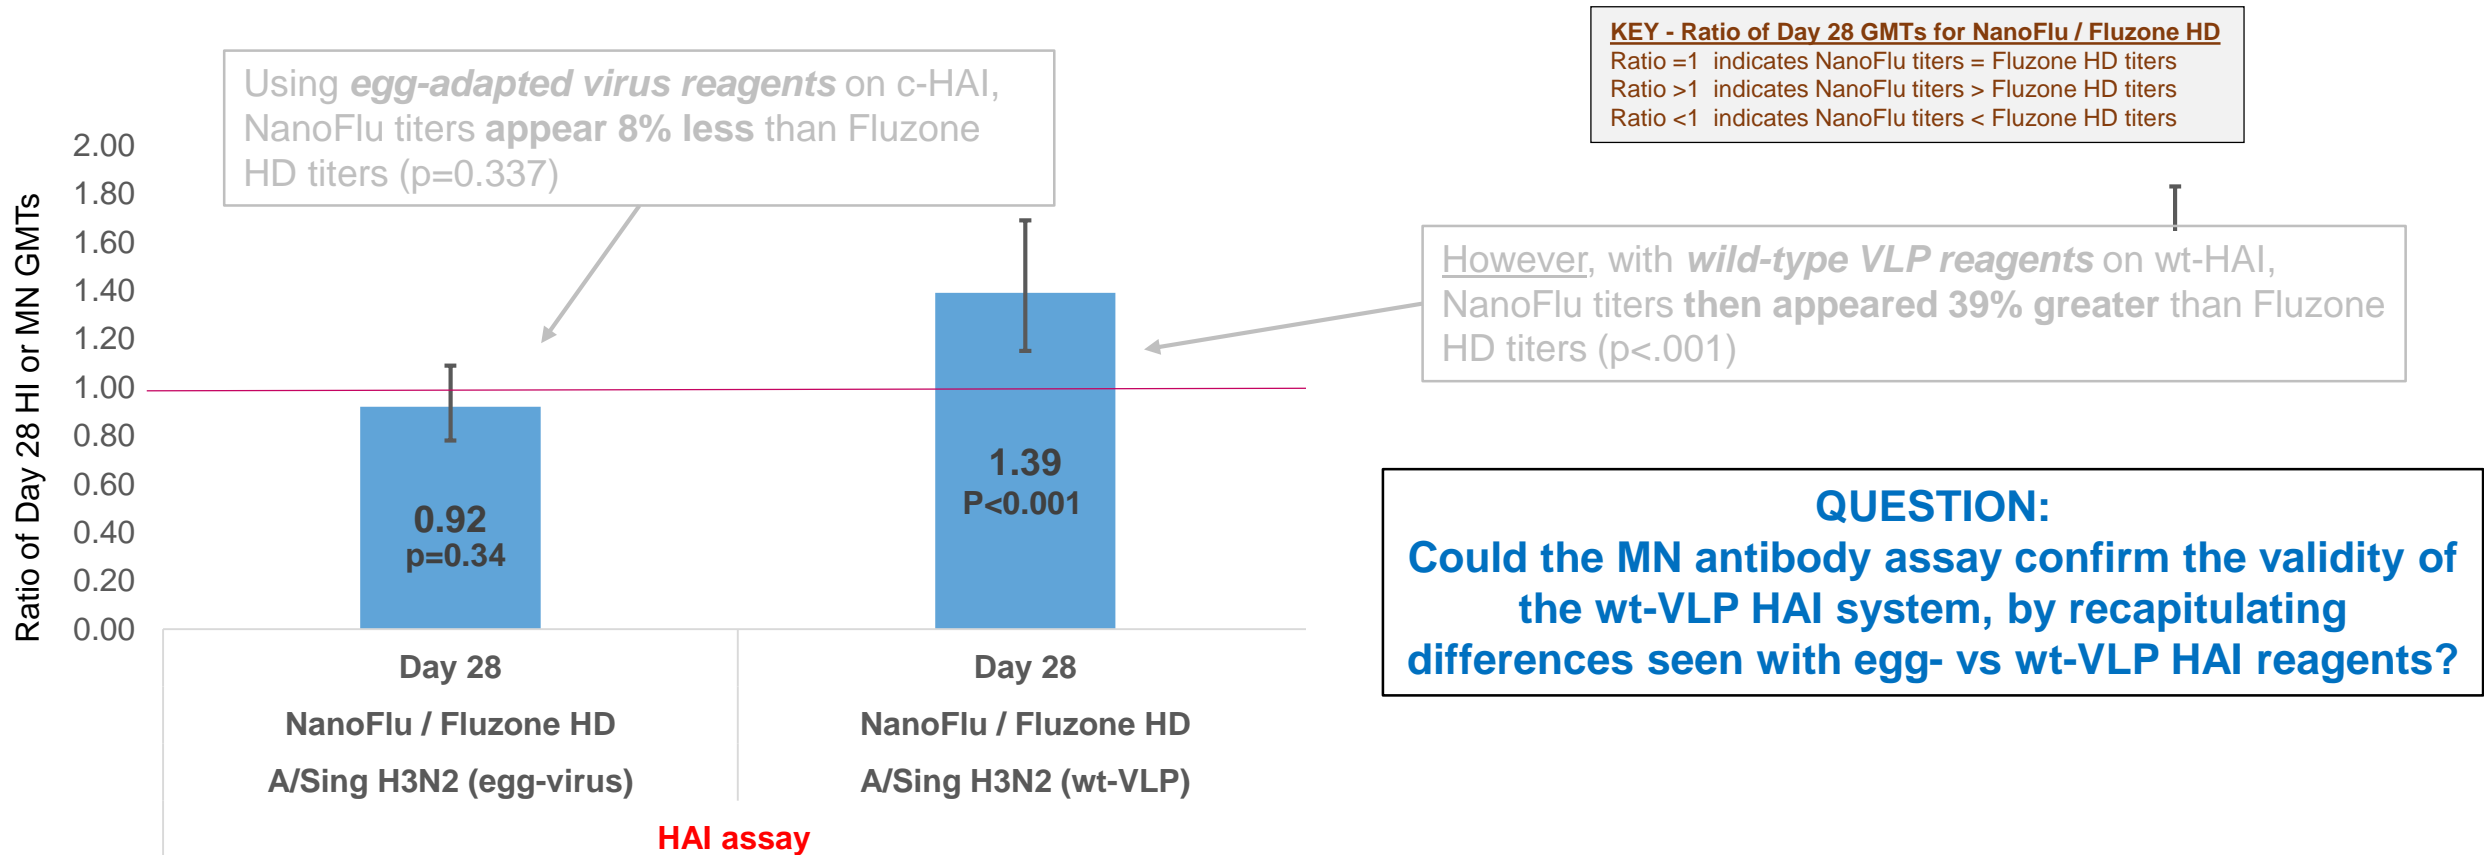 KEY - Ratio of Day 28 GMTs for NanoFlu / Fluzone HD
Ratio =1 indicates NanoFlu titers = Fluzone HD titers
Ratio >1 indicates NanoFlu titers > Fluzone HD titers
Ratio <1 indicates NanoFlu titers < Fluzone HD titers
Using egg-adapted virus reagents on c-HAI,
NanoFlu titers appear 8% less than Fluzone
HD titers (p=0.337)
However, with wild-type VLP reagents on wt-HAI,
NanoFlu titers then appeared 39% greater than Fluzone
HD titers (p<.001)
Ratio of Day 28 HI or MN GMTs
2.00
1.80
1.60
1.40
1.20
1.00
0.80
0.60
0.40
0.20
0.00
0.92
p=0.34
1.39
P<0.001
QUESTION:
Could the MN antibody assay confirm the validity of
the wt-VLP HAI system, by recapitulating
differences seen with egg- vs wt-VLP HAI reagents?
Day 28
NanoFlu / Fluzone HD
A/Sing H3N2 (egg-virus)
Day 28
NanoFlu / Fluzone HD
A/Sing H3N2 (wt-VLP)
HAI assay